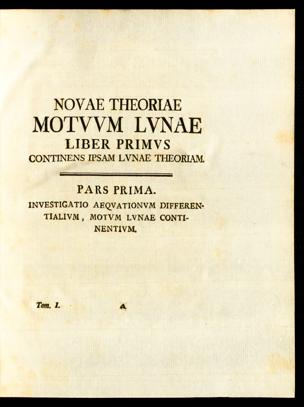 NOVAE THEORIAE
MOTVVM LVNAE
LIBER PRIMVS
CONTINENS IPSAM LVNAE THEORIAM.
PARS PRIMA.
INVESTIGATIO AEQVATIONVM DIFFEREN-
TIALIVM, MOTVM LVNAE CONTI-
NENTIVM.
Tom. I. A.